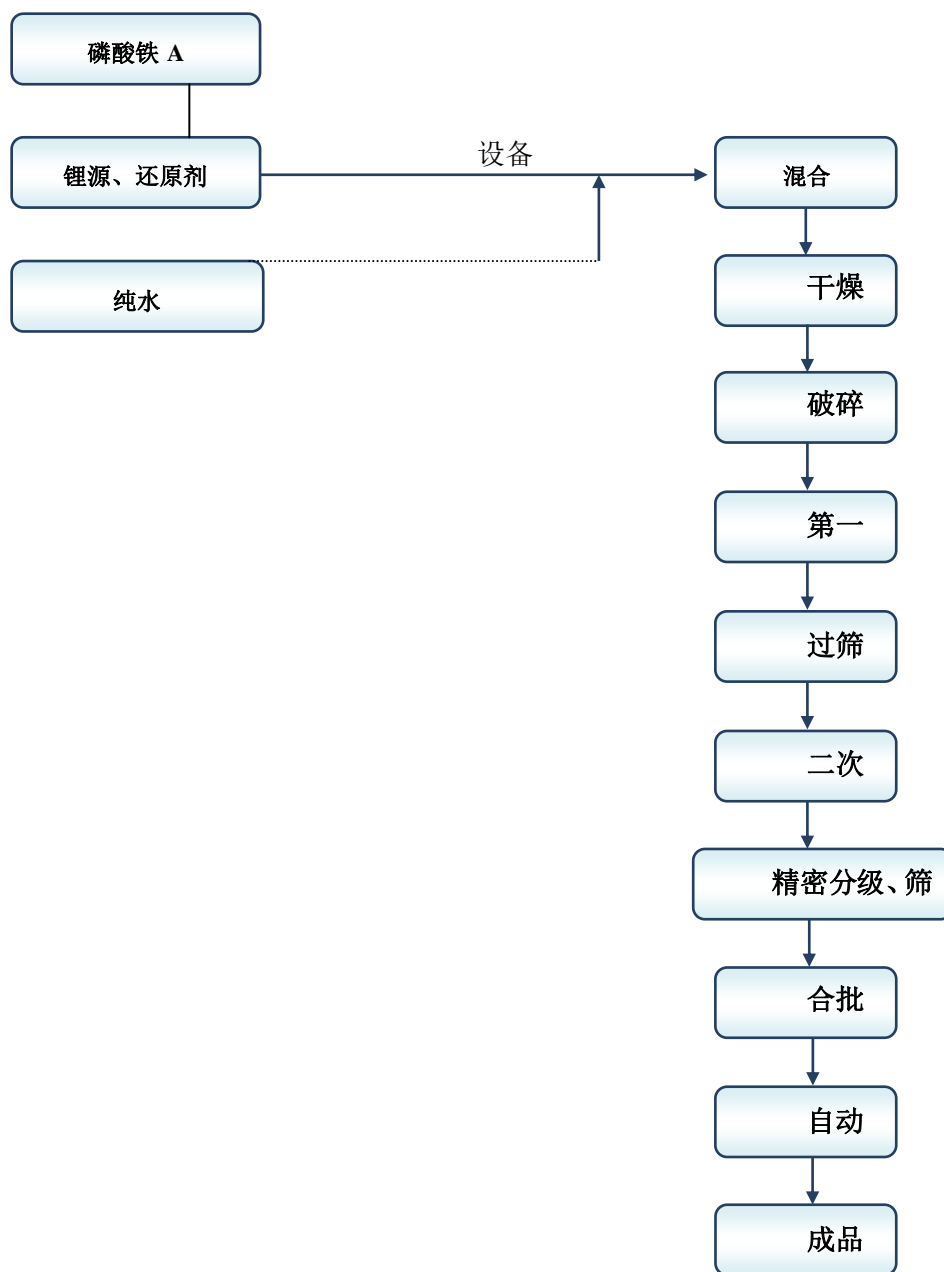 磷酸铁 A
设备
锂源、还原剂
混合
纯水
干燥
破碎
第一
过筛
二次
精密分级、筛
合批
自动
成品